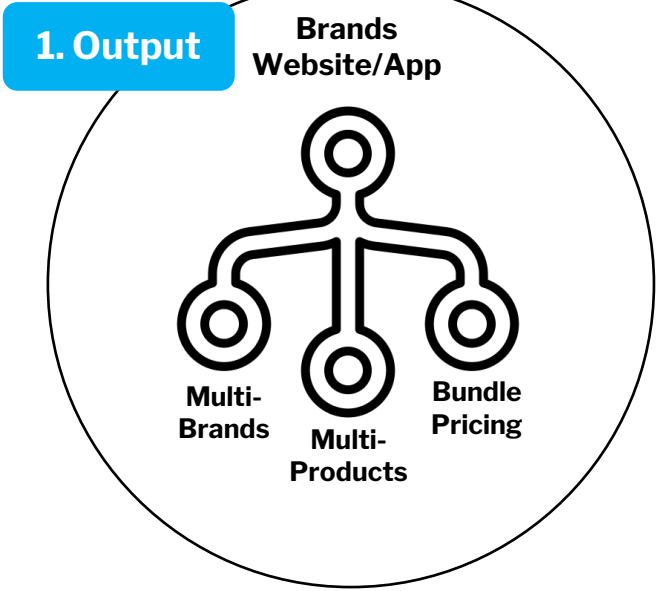 1. Output
Brands
Website/App
Multi-
Brands
Multi-
Products
Bundle
Pricing